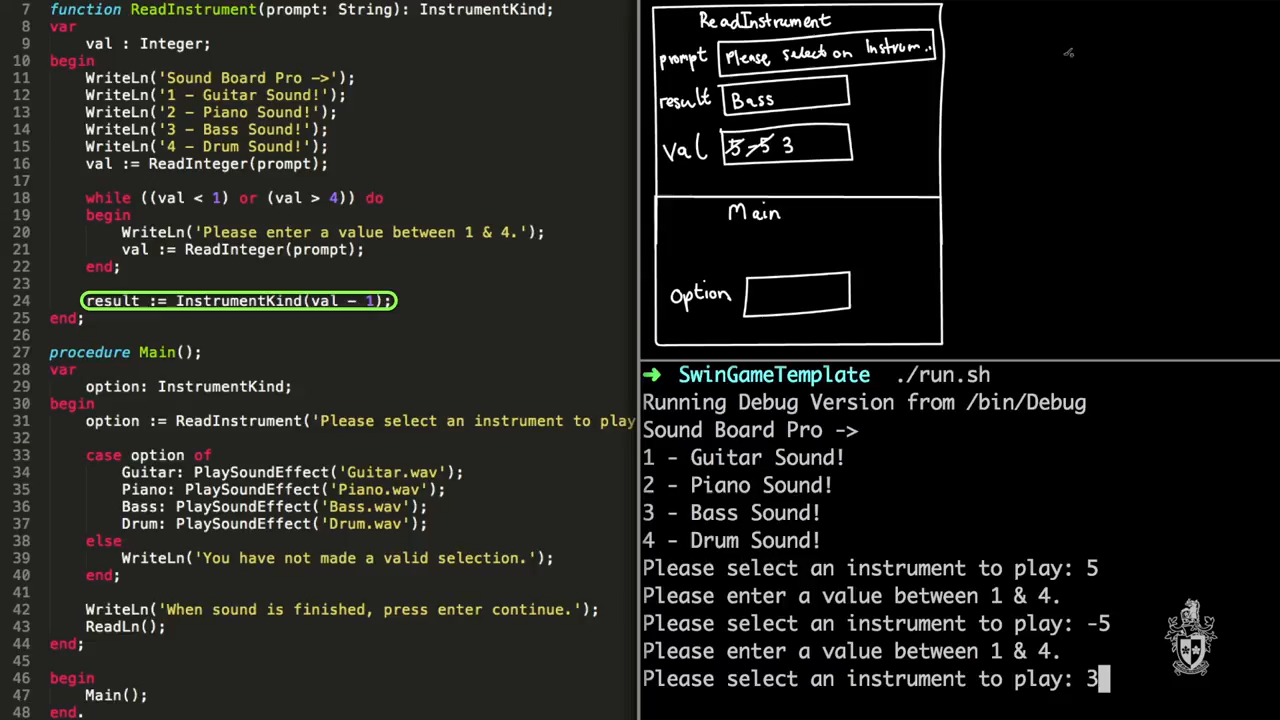 7 function ReadInstrument(prompt: String): InstrumentKind;
8 var
9 val : Integer;
10 begin
11 WriteLn('Sound Board Pro ->');
12 WriteLn('1 - Guitar Sound!');
13 WriteLn('2 - Piano Sound!');
14 WriteLn('3 - Bass Sound!');
15 WriteLn('4 - Drum Sound!');
16 val := ReadInteger(prompt);
17
18 while ((val < 1) or (val > 4)) do
19 begin
20 WriteLn('Please enter a value between 1 & 4.');
21 val := ReadInteger(prompt);
22 end;
23
24 result := InstrumentKind(val - 1);
25 end;
26
27 procedure Main();
28 var
29 option: InstrumentKind;
30 begin
31 option := ReadInstrument('Please select an instrument to play
32
33 case option of
34 Guitar: PlaySoundEffect('Guitar.wav');
35 Piano: PlaySoundEffect('Piano.wav');
36 Bass: PlaySoundEffect('Bass.wav');
37 Drum: PlaySoundEffect('Drum.wav');
38 else
39 WriteLn('You have not made a valid selection.');
40 end;
41
42 WriteLn('When sound is finished, press enter continue.');
43 ReadLn();
44 end;
45
46 begin
47 Main();
48 end.
ReadInstrument
prompt Please select on Instrum..
result Bass
val 5 -5 3
Main
Option
➜ SwinGameTemplate ./run.sh
Running Debug Version from /bin/Debug
Sound Board Pro ->
1 - Guitar Sound!
2 - Piano Sound!
3 - Bass Sound!
4 - Drum Sound!
Please select an instrument to play: 5
Please enter a value between 1 & 4.
Please select an instrument to play: -5
Please enter a value between 1 & 4.
Please select an instrument to play: 3